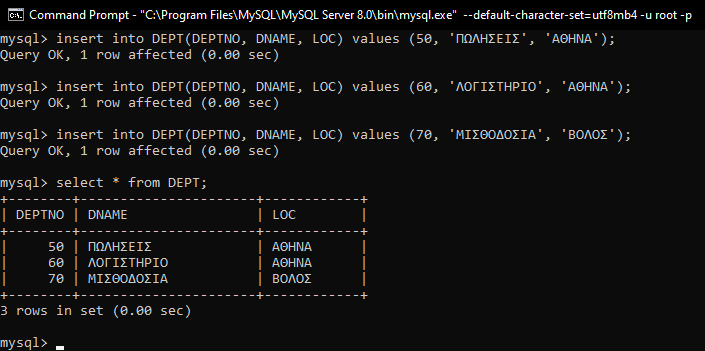 Command Prompt - "C:\Program Files\MySQL\MySQL Server 8.0\bin\mysql.exe" --default-character-set=utf8mb4 -u root -p
mysql> insert into DEPT(DEPTNO, DNAME, LOC) values (50, 'ΠΩΛΗΣΕΙΣ', 'ΑΘΗΝΑ');
Query OK, 1 row affected (0.00 sec)
mysql> insert into DEPT(DEPTNO, DNAME, LOC) values (60, 'ΛΟΓΙΣΤΗΡΙΟ', 'ΑΘΗΝΑ');
Query OK, 1 row affected (0.00 sec)
mysql> insert into DEPT(DEPTNO, DNAME, LOC) values (70, 'ΜΙΣΘΟΔΟΣΙΑ', 'ΒΟΛΟΣ');
Query OK, 1 row affected (0.00 sec)
mysql> select * from DEPT;
+--------+----------------------+------------+
| DEPTNO | DNAME                | LOC        |
+--------+----------------------+------------+
|     50 | ΠΩΛΗΣΕΙΣ             | ΑΘΗΝΑ      |
|     60 | ΛΟΓΙΣΤΗΡΙΟ           | ΑΘΗΝΑ      |
|     70 | ΜΙΣΘΟΔΟΣΙΑ           | ΒΟΛΟΣ      |
+--------+----------------------+------------+
3 rows in set (0.00 sec)
mysql>